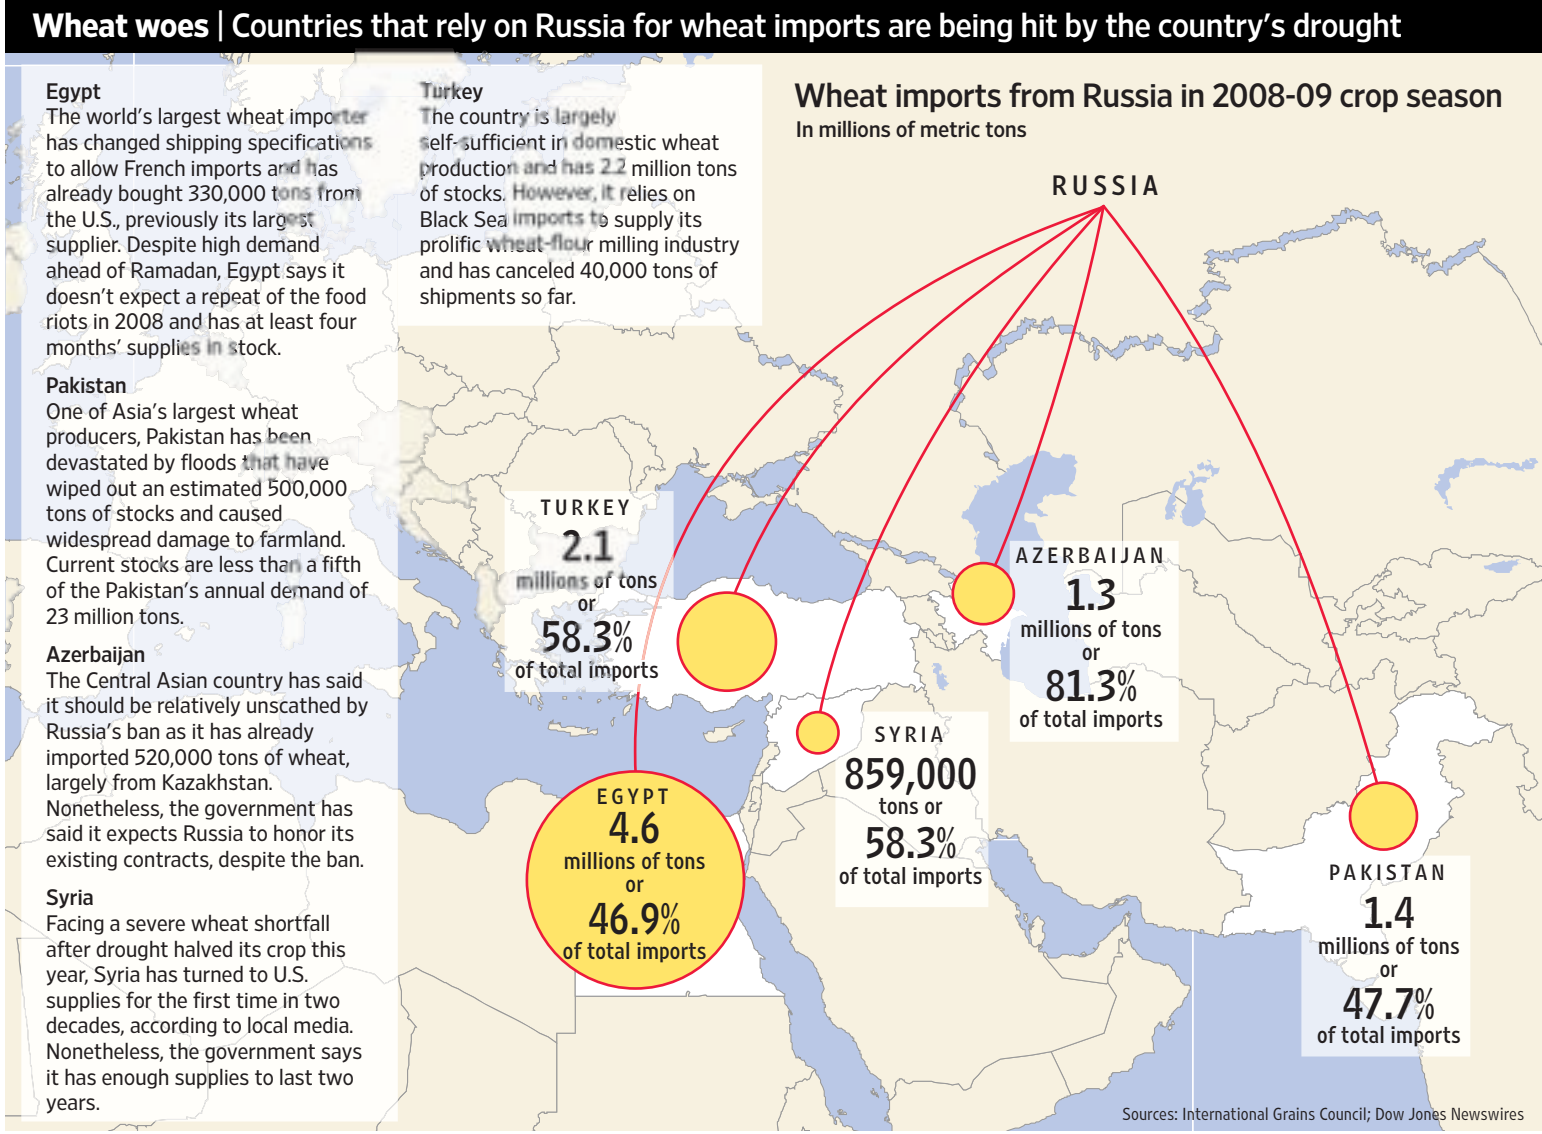 Wheat woes | Countries that rely on Russia for wheat imports are being hit by the country's drought
Egypt
The world's largest wheat importer
has changed shipping specifications
to allow French imports and has
already bought 330,000 tons from
the U.S., previously its largest
supplier. Despite high demand
ahead of Ramadan, Egypt says it
doesn't expect a repeat of the food
riots in 2008 and has at least four
months' supplies in stock.
Pakistan
One of Asia's largest wheat
producers, Pakistan has been
devastated by floods that have
wiped out an estimated 500,000
tons of stocks and caused
widespread damage to farmland.
Current stocks are less than a fifth
of the Pakistan's annual demand of
23 million tons.
Azerbaijan
The Central Asian country has said
it should be relatively unscathed by
Russia's ban as it has already
imported 520,000 tons of wheat,
largely from Kazakhstan.
Nonetheless, the government has
said it expects Russia to honor its
existing contracts, despite the ban.
Syria
Facing a severe wheat shortfall
after drought halved its crop this
year, Syria has turned to U.S.
supplies for the first time in two
decades, according to local media.
Nonetheless, the government says
it has enough supplies to last two
years.
Turkey
The country is largely
self-sufficient in domestic wheat
production and has 2.2 million tons
of stocks. However, it relies on
Black Sea imports to supply its
prolific wheat-flour milling industry
and has canceled 40,000 tons of
shipments so far.
Wheat imports from Russia in 2008-09 crop season
In millions of metric tons
RUSSIA
TURKEY
2.1
millions of tons
or
58.3%
of total imports
AZERBAIJAN
1.3
millions of tons
or
81.3%
of total imports
SYRIA
859,000
tons or
58.3%
of total imports
EGYPT
4.6
millions of tons
or
46.9%
of total imports
PAKISTAN
1.4
millions of tons
or
47.7%
of total imports
Sources: International Grains Council; Dow Jones Newswires